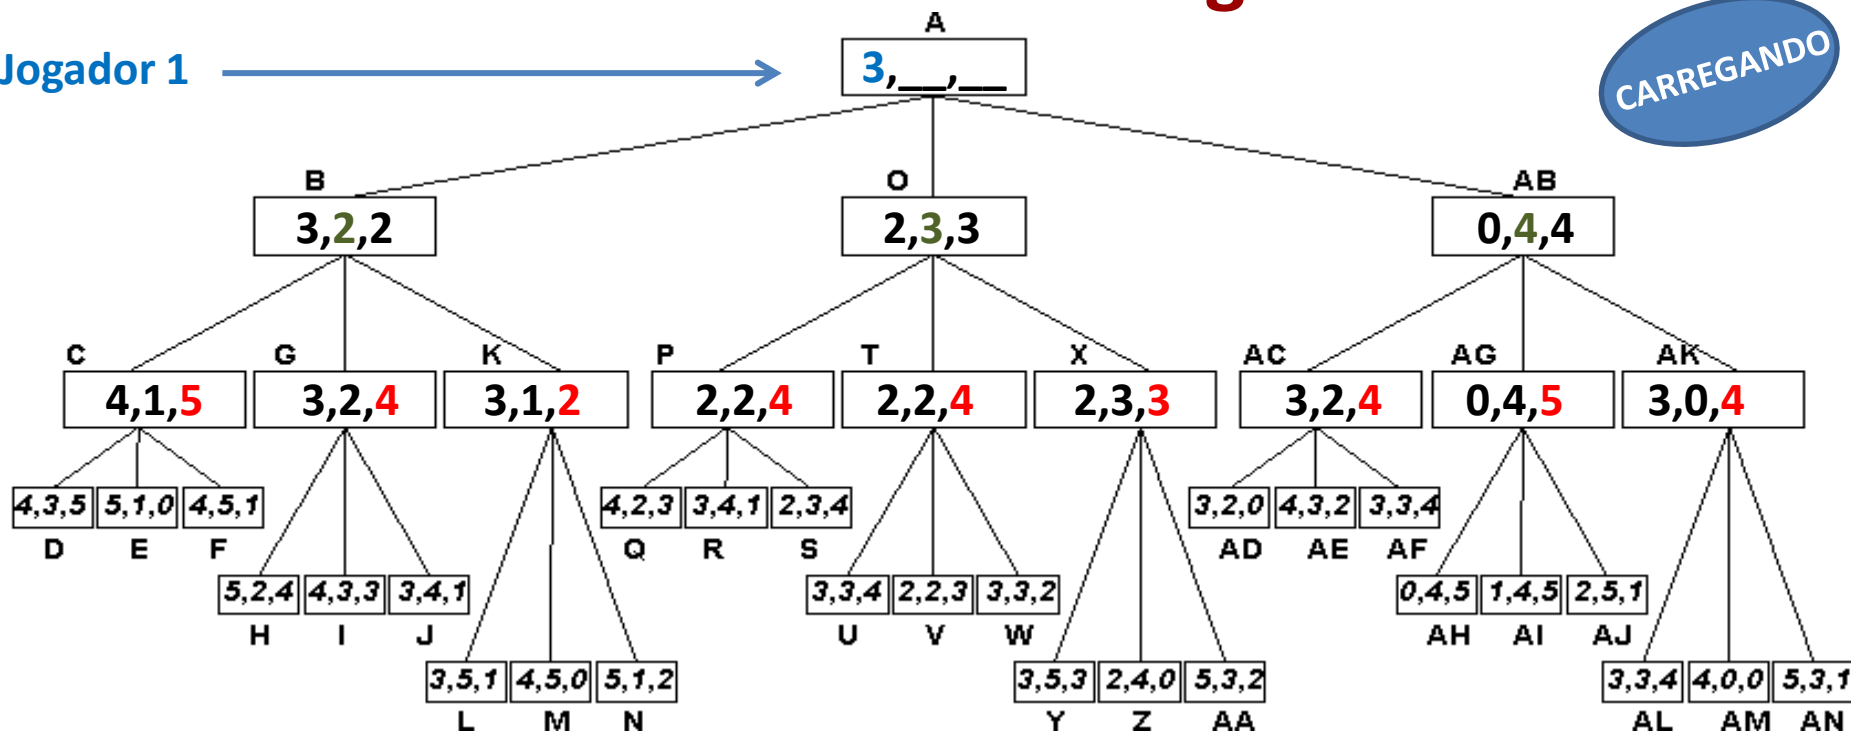 g
A
Jogador 1
3,__,__
CARREGANDO
B O AB
3,2,2 2,3,3 0,4,4
C G K P T X AC AG AK
4,1,5 3,2,4 3,1,2 2,2,4 2,2,4 2,3,3 3,2,4 0,4,5 3,0,4
4,3,5 5,1,0 4,5,1 4,2,3 3,4,1 2,3,4 3,2,0 4,3,2 3,3,4
D E F Q R S AD AE AF
5,2,4 4,3,3 3,4,1 3,3,4 2,2,3 3,3,2 0,4,5 1,4,5 2,5,1
H I J U V W AH AI AJ
3,5,1 4,5,0 5,1,2 3,5,3 2,4,0 5,3,2 3,3,4 4,0,0 5,3,1
L M N Y Z AA AL AM AN